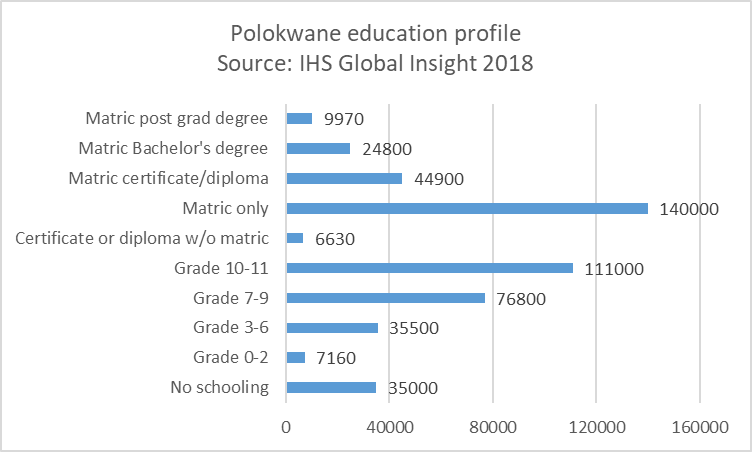 Polokwane education profile
Source: IHS Global Insight 2018
Matric post grad degree 9970
Matric Bachelor's degree 24800
Matric certificate/diploma 44900
Matric only 140000
Certificate or diploma w/o matric 6630
Grade 10-11 111000
Grade 7-9 76800
Grade 3-6 35500
Grade 0-2 7160
No schooling 35000
0 40000 80000 120000 160000